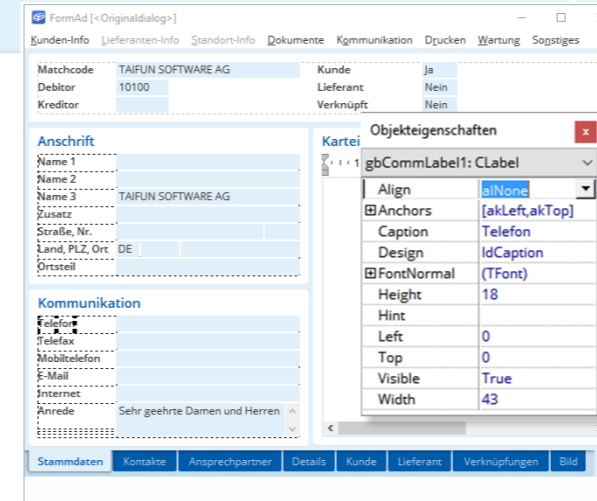 FormAd [<Originaldialog>]
Kunden-Info Lieferanten-Info Standort-Info Dokumente Kommunikation Drucken Wartung Sonstiges
Matchcode TAIFUN SOFTWARE AG Kunde Ja
Debitor 10100 Lieferant Nein
Kreditor Verknüpft Nein
Anschrift
Name 1
Name 2
Name 3 TAIFUN SOFTWARE AG
Zusatz
Straße, Nr.
Land, PLZ, Ort DE
Ortsteil
Kommunikation
Telefon
Telefax
Mobiltelefon
E-Mail
Internet
Anrede Sehr geehrte Damen und Herren
Kartei
1
Objekteigenschaften x
gbCommLabel1: CLabel
Align alNone
Anchors [akLeft,akTop]
Caption Telefon
Design ldCaption
FontNormal (TFont)
Height 18
Hint
Left 0
Top 0
Visible True
Width 43
Stammdaten Kontakte Ansprechpartner Details Kunde Lieferant Verknüpfungen Bild